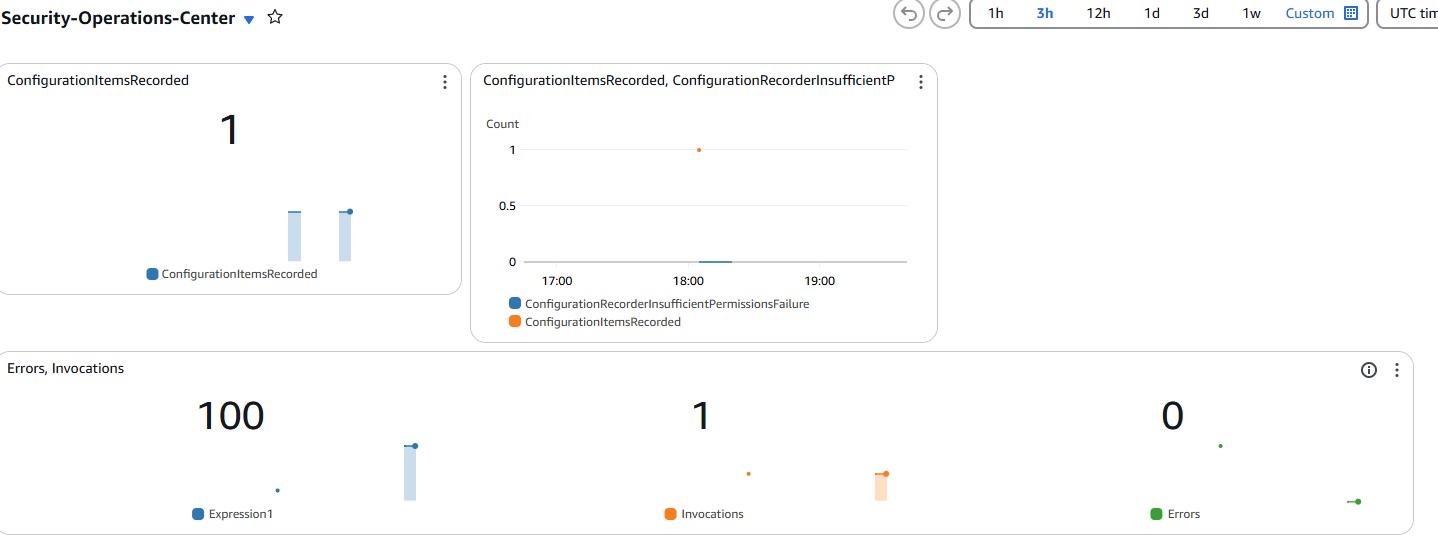 Security-Operations-Center
1h 3h 12h 1d 3d 1w Custom UTC tim
ConfigurationItemsRecorded
1
ConfigurationItemsRecorded
ConfigurationItemsRecorded, ConfigurationRecorderInsufficientP
Count
1
0.5
0
17:00 18:00 19:00
ConfigurationRecorderInsufficientPermissionsFailure
ConfigurationItemsRecorded
Errors, Invocations
100 1 0
Expression1 Invocations Errors